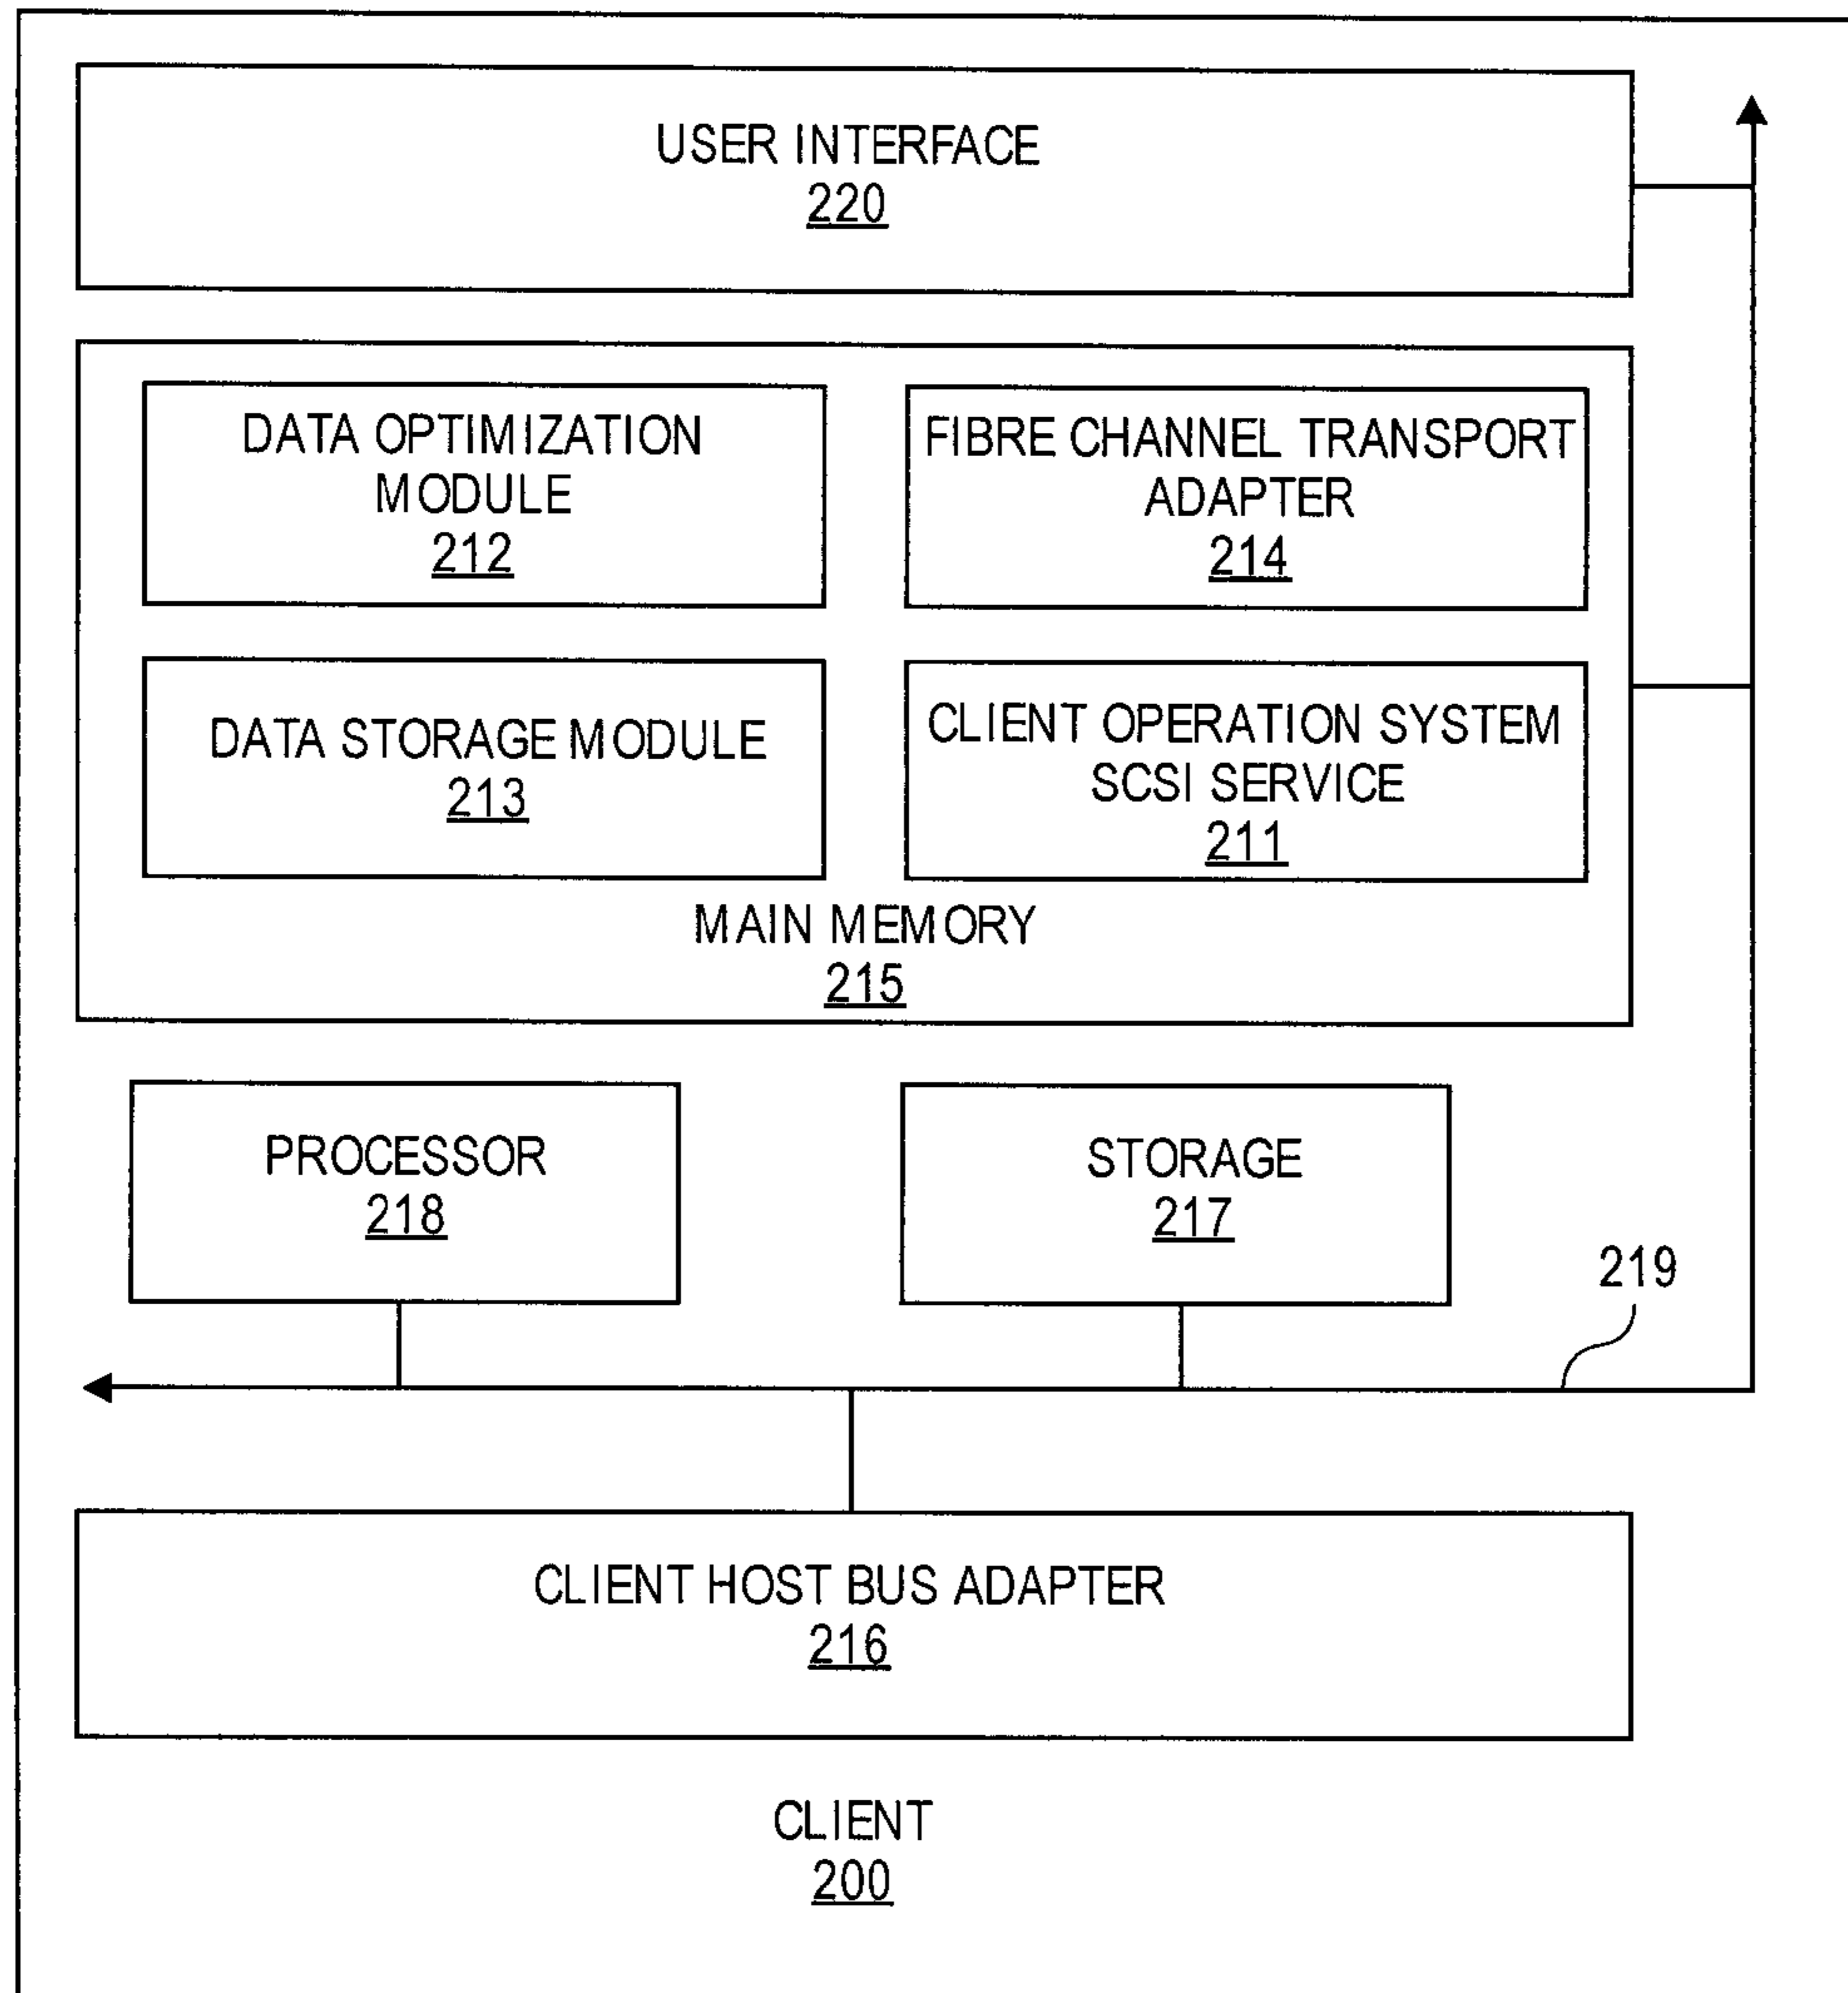 USER INTERFACE
220
DATA OPTIMIZATION
MODULE
212
FIBRE CHANNEL TRANSPORT
ADAPTER
214
DATA STORAGE MODULE
213
CLIENT OPERATION SYSTEM
SCSI SERVICE
211
MAIN MEMORY
215
PROCESSOR
218
STORAGE
217
219
CLIENT HOST BUS ADAPTER
216
CLIENT
200